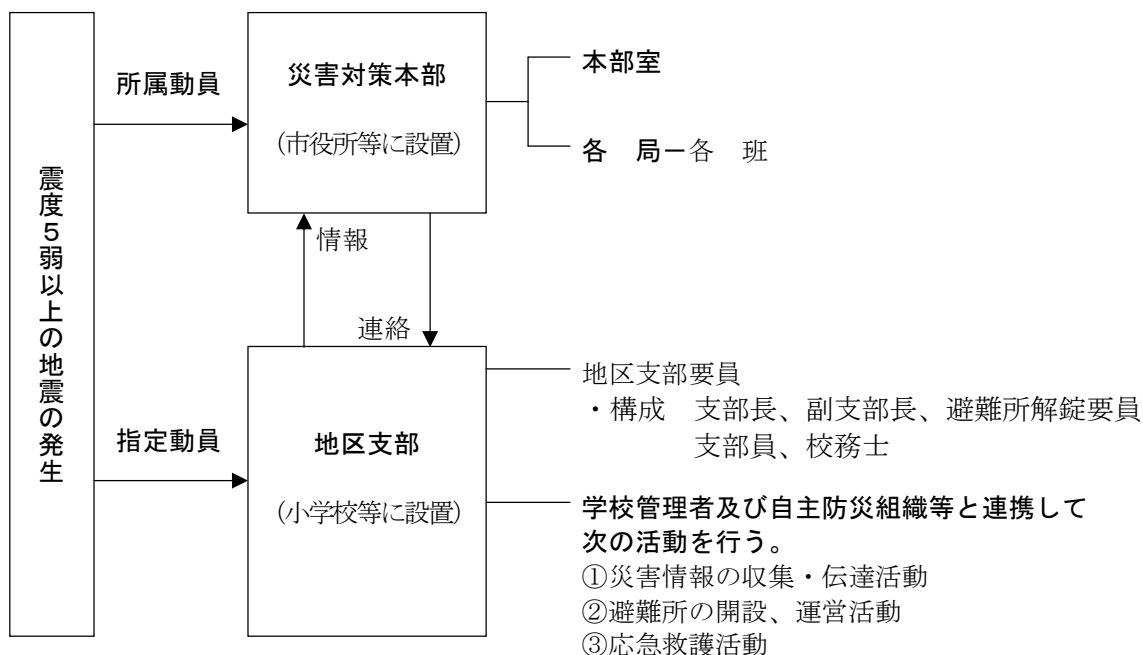 震度５弱以上の地震の発生
所属動員
災害対策本部
(市役所等に設置)
本部室
各　局－各　班
情報
連絡
指定動員
地区支部
(小学校等に設置)
地区支部要員
・構成　支部長、副支部長、避難所解錠要員
支部員、校務士
学校管理者及び自主防災組織等と連携して
次の活動を行う。
①災害情報の収集・伝達活動
②避難所の開設、運営活動
③応急救護活動